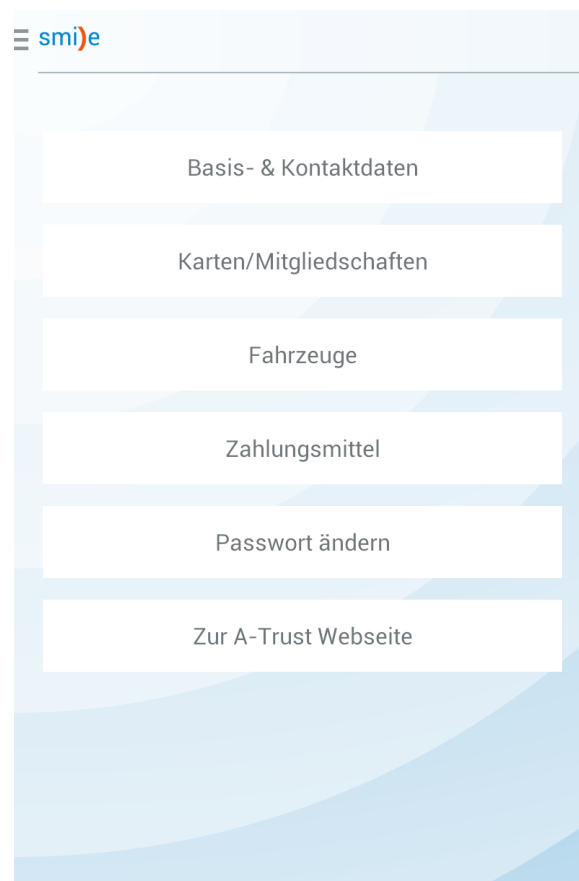 smi)e
Basis- & Kontaktdaten
Karten/Mitgliedschaften
Fahrzeuge
Zahlungsmittel
Passwort ändern
Zur A-Trust Webseite